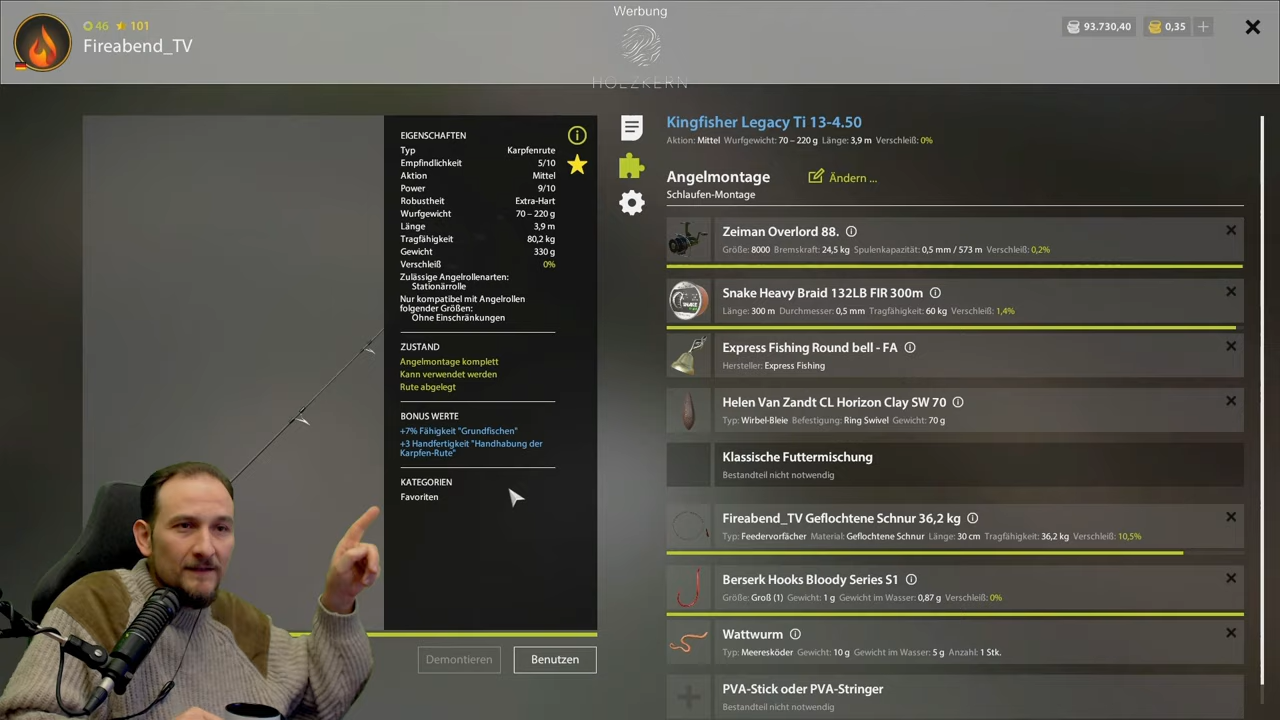 46 101
Fireabend_TV
Werbung
HOLZKERN
93.730,40
0,35
EIGENSCHAFTEN
Typ Karpfenrute
Empfindlichkeit 5/10
Aktion Mittel
Power 9/10
Robustheit Extra-Hart
Wurfgewicht 70 – 220 g
Länge 3,9 m
Tragfähigkeit 80,2 kg
Gewicht 330 g
Verschleiß 0%
Zulässige Angelrollenarten:
Stationärrolle
Nur kompatibel mit Angelrollen
folgender Größen:
Ohne Einschränkungen
ZUSTAND
Angelmontage komplett
Kann verwendet werden
Rute abgelegt
BONUS WERTE
+7% Fähigkeit "Grundfischen"
+3 Handfertigkeit "Handhabung der
Karpfen-Rute"
KATEGORIEN
Favoriten
Demontieren
Benutzen
Kingfisher Legacy Ti 13-4.50
Aktion: Mittel Wurfgewicht: 70 – 220 g Länge: 3,9 m Verschleiß: 0%
Angelmontage
Ändern ...
Schlaufen-Montage
Zeiman Overlord 88.
Größe: 8000 Bremskraft: 24,5 kg Spulenkapazität: 0,5 mm / 573 m Verschleiß: 0,2%
Snake Heavy Braid 132LB FIR 300m
Länge: 300 m Durchmesser: 0,5 mm Tragfähigkeit: 60 kg Verschleiß: 1,4%
Express Fishing Round bell - FA
Hersteller: Express Fishing
Helen Van Zandt CL Horizon Clay SW 70
Typ: Wirbel-Bleie Befestigung: Ring Swivel Gewicht: 70 g
Klassische Futtermischung
Bestandteil nicht notwendig
Fireabend_TV Geflochtene Schnur 36,2 kg
Typ: Feedervorfächer Material: Geflochtene Schnur Länge: 30 cm Tragfähigkeit: 36,2 kg Verschleiß: 10,5%
Berserk Hooks Bloody Series S1
Größe: Groß (1) Gewicht: 1 g Gewicht im Wasser: 0,87 g Verschleiß: 0%
Wattwurm
Typ: Meeresköder Gewicht: 10 g Gewicht im Wasser: 5 g Anzahl: 1 Stk.
PVA-Stick oder PVA-Stringer
Bestandteil nicht notwendig